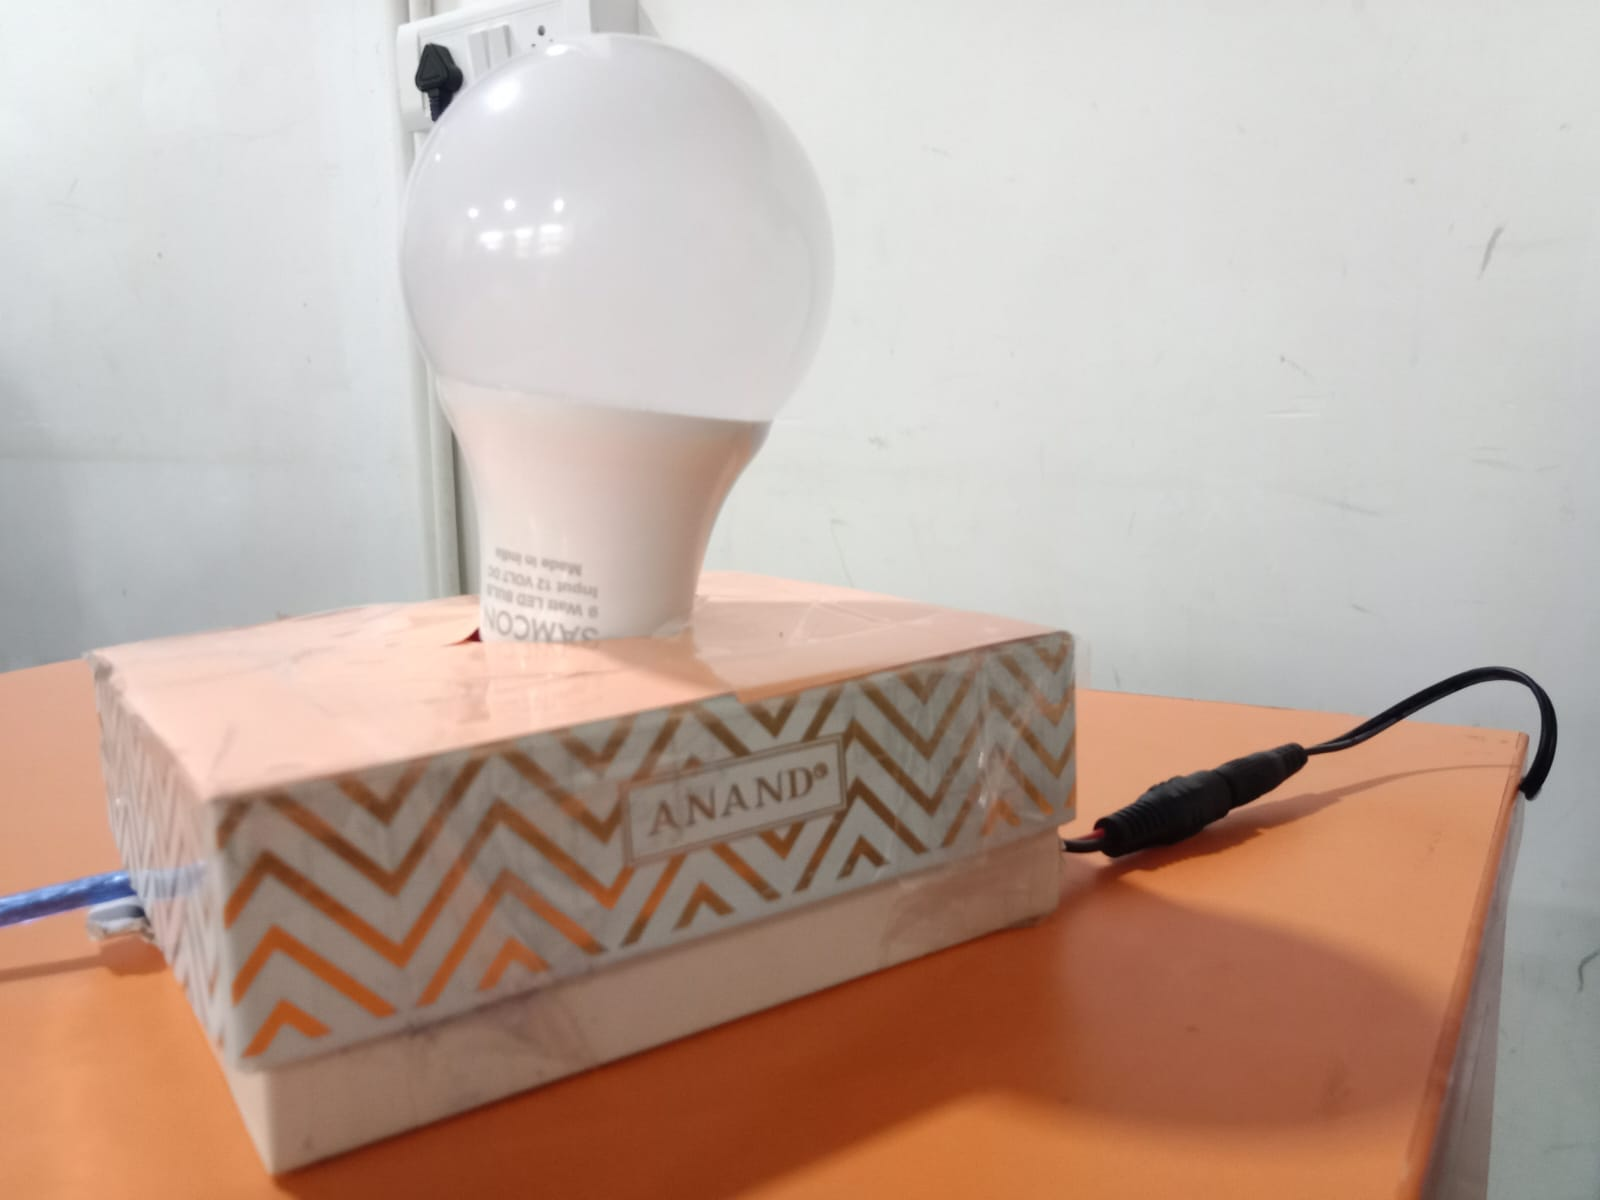 SAMCON
9 Watt LED BULB
Input 12 VOLT DC
Made in India
ANAND®